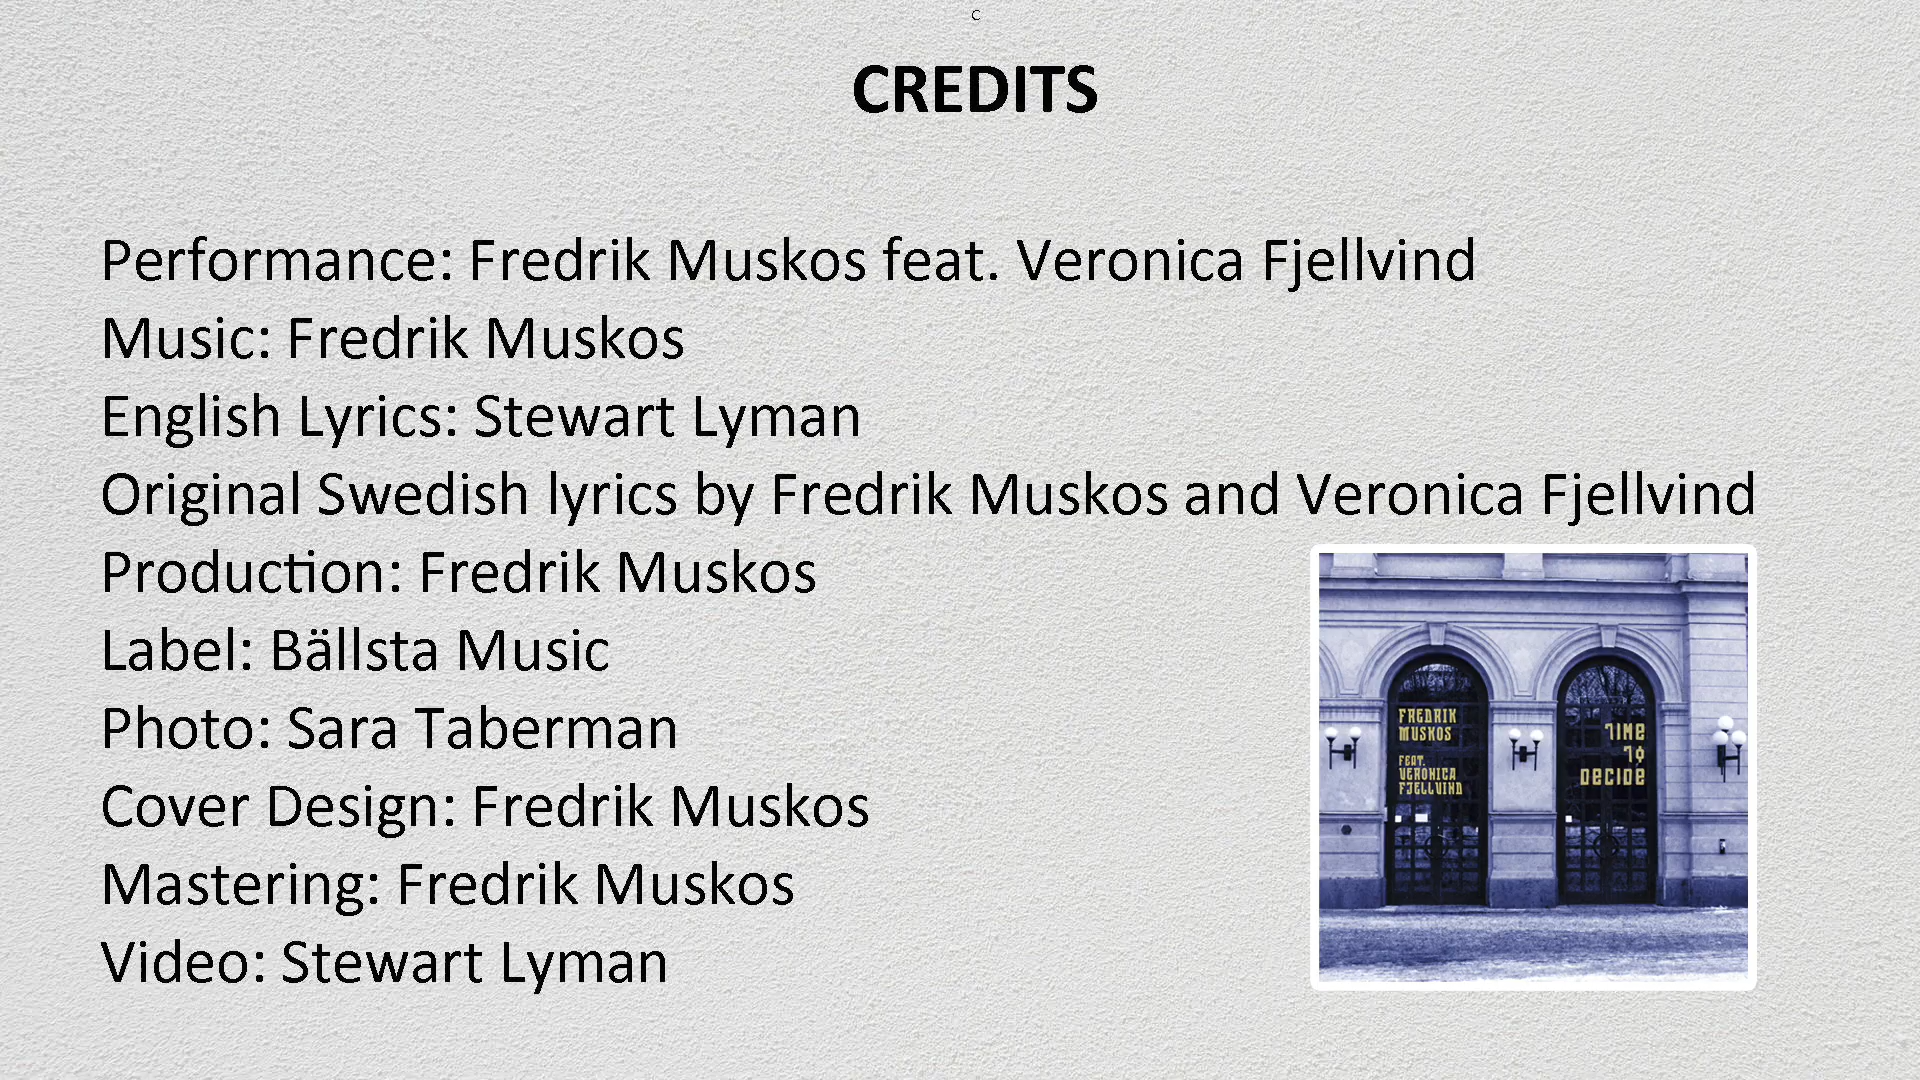 C
CREDITS
Performance: Fredrik Muskos feat. Veronica Fjellvind
Music: Fredrik Muskos
English Lyrics: Stewart Lyman
Original Swedish lyrics by Fredrik Muskos and Veronica Fjellvind
Production: Fredrik Muskos
Label: Bällsta Music
Photo: Sara Taberman
Cover Design: Fredrik Muskos
Mastering: Fredrik Muskos
Video: Stewart Lyman
FREDRIK
MUSKOS
FEAT.
VERONICA
FJELLVIND
TIME
TO
DECIDE